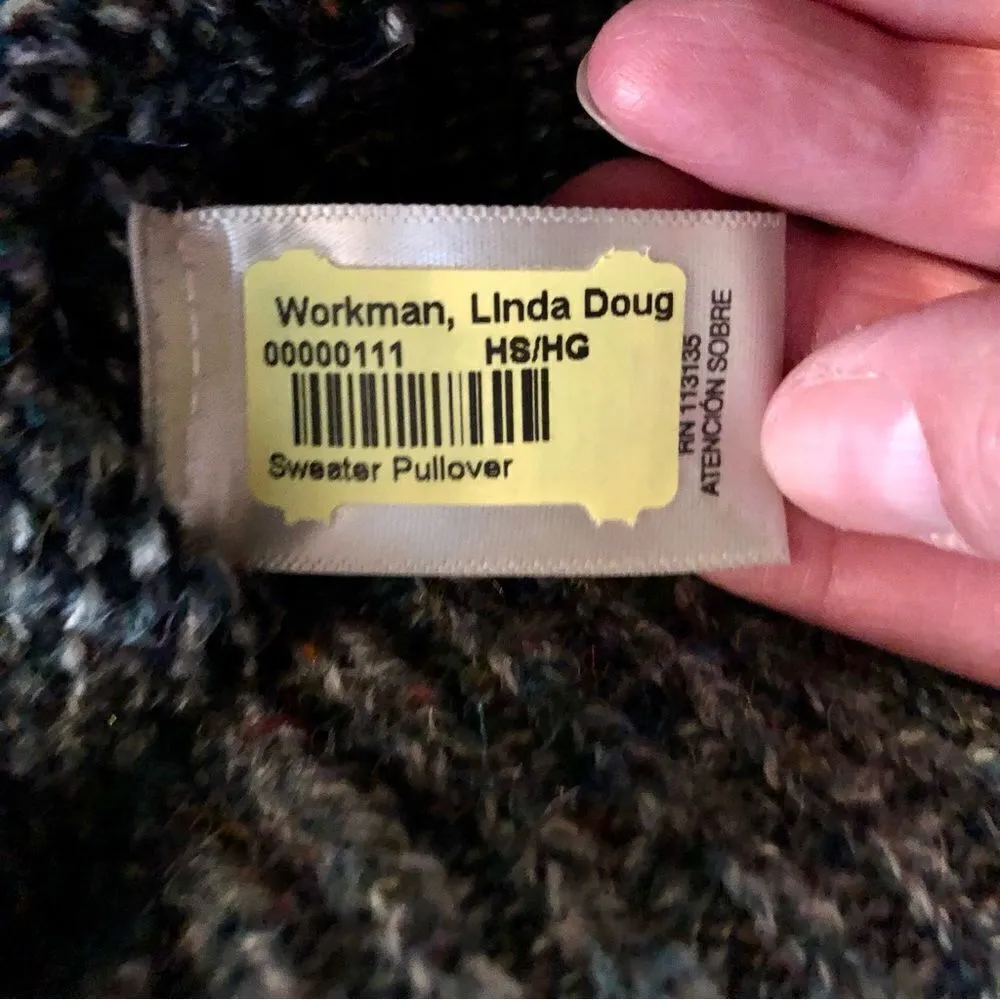 Workman, LInda Doug
00000111 HS/HG
Sweater Pullover
RN 113135
ATENCIÓN SOBRE